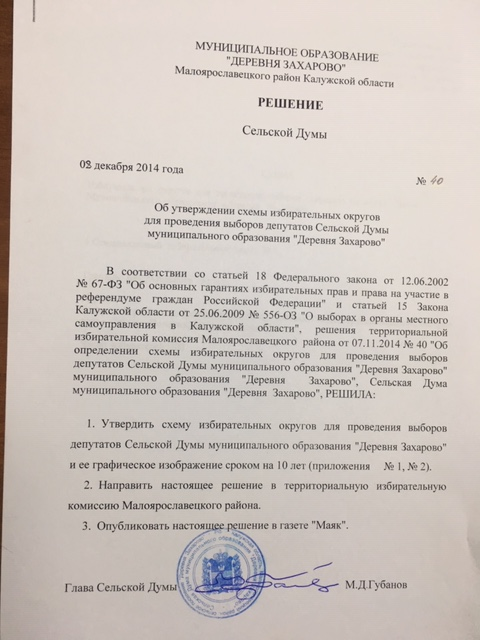 МУНИЦИПАЛЬНОЕ ОБРАЗОВАНИЕ
"ДЕРЕВНЯ ЗАХАРОВО"
Малоярославецкого район Калужской области
РЕШЕНИЕ
Сельской Думы
02 декабря 2014 года
№ 40
Об утверждении схемы избирательных округов
для проведения выборов депутатов Сельской Думы
муниципального образования "Деревня Захарово"
В соответствии со статьей 18 Федерального закона от 12.06.2002
№ 67-ФЗ "Об основных гарантиях избирательных прав и права на участие в
референдуме граждан Российской Федерации" и статьей 15 Закона
Калужской области от 25.06.2009 № 556-ОЗ "О выборах в органы местного
самоуправления в Калужской области", решения территориальной
избирательной комиссия Малоярославецкого района от 07.11.2014 № 40 "Об
определении схемы избирательных округов для проведения выборов
депутатов Сельской Думы муниципального образования "Деревня Захарово"
муниципального образования "Деревня Захарово", Сельская Дума
муниципального образования "Деревня Захарово", РЕШИЛА:
1. Утвердить схему избирательных округов для проведения выборов
депутатов Сельской Думы муниципального образования "Деревня Захарово"
и ее графическое изображение сроком на 10 лет (приложения № 1, № 2).
2. Направить настоящее решение в территориальную избирательную
комиссию Малоярославецкого района.
3. Опубликовать настоящее решение в газете "Маяк".
Глава Сельской Думы
М.Д.Губанов